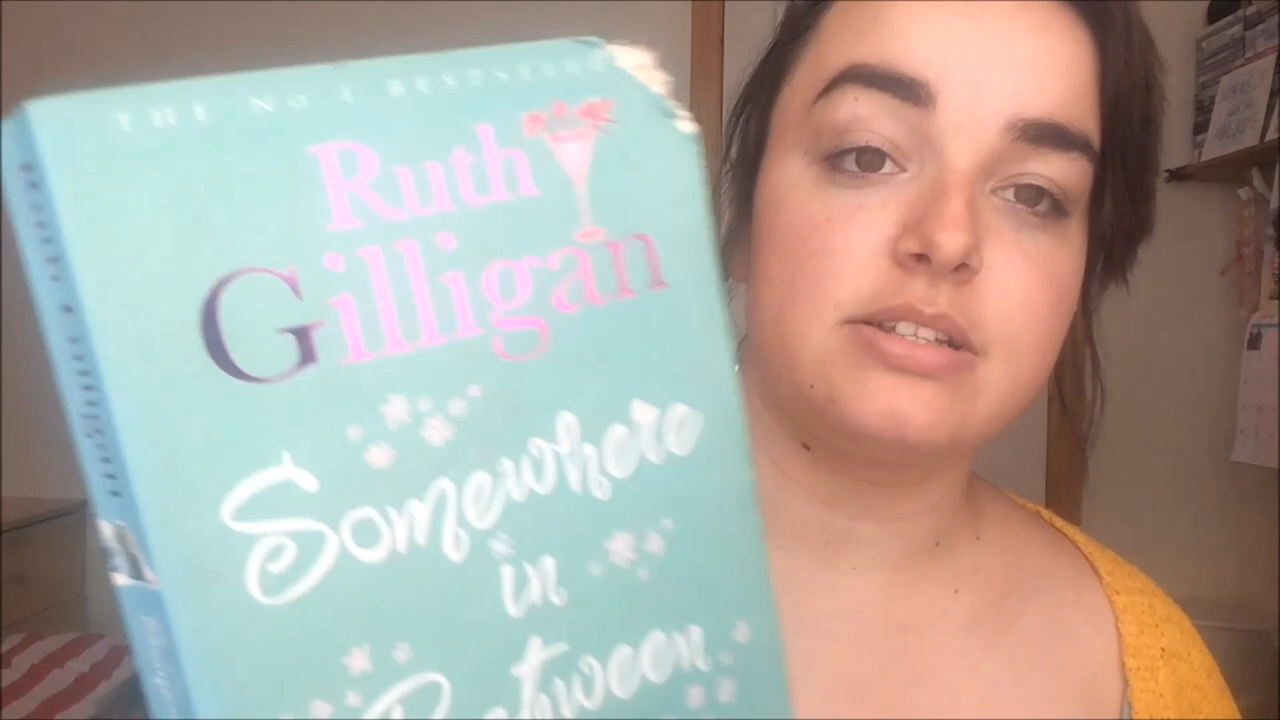 THE No 1 BESTSELLER
Ruth
Gilligan
Somewhere
in
Between